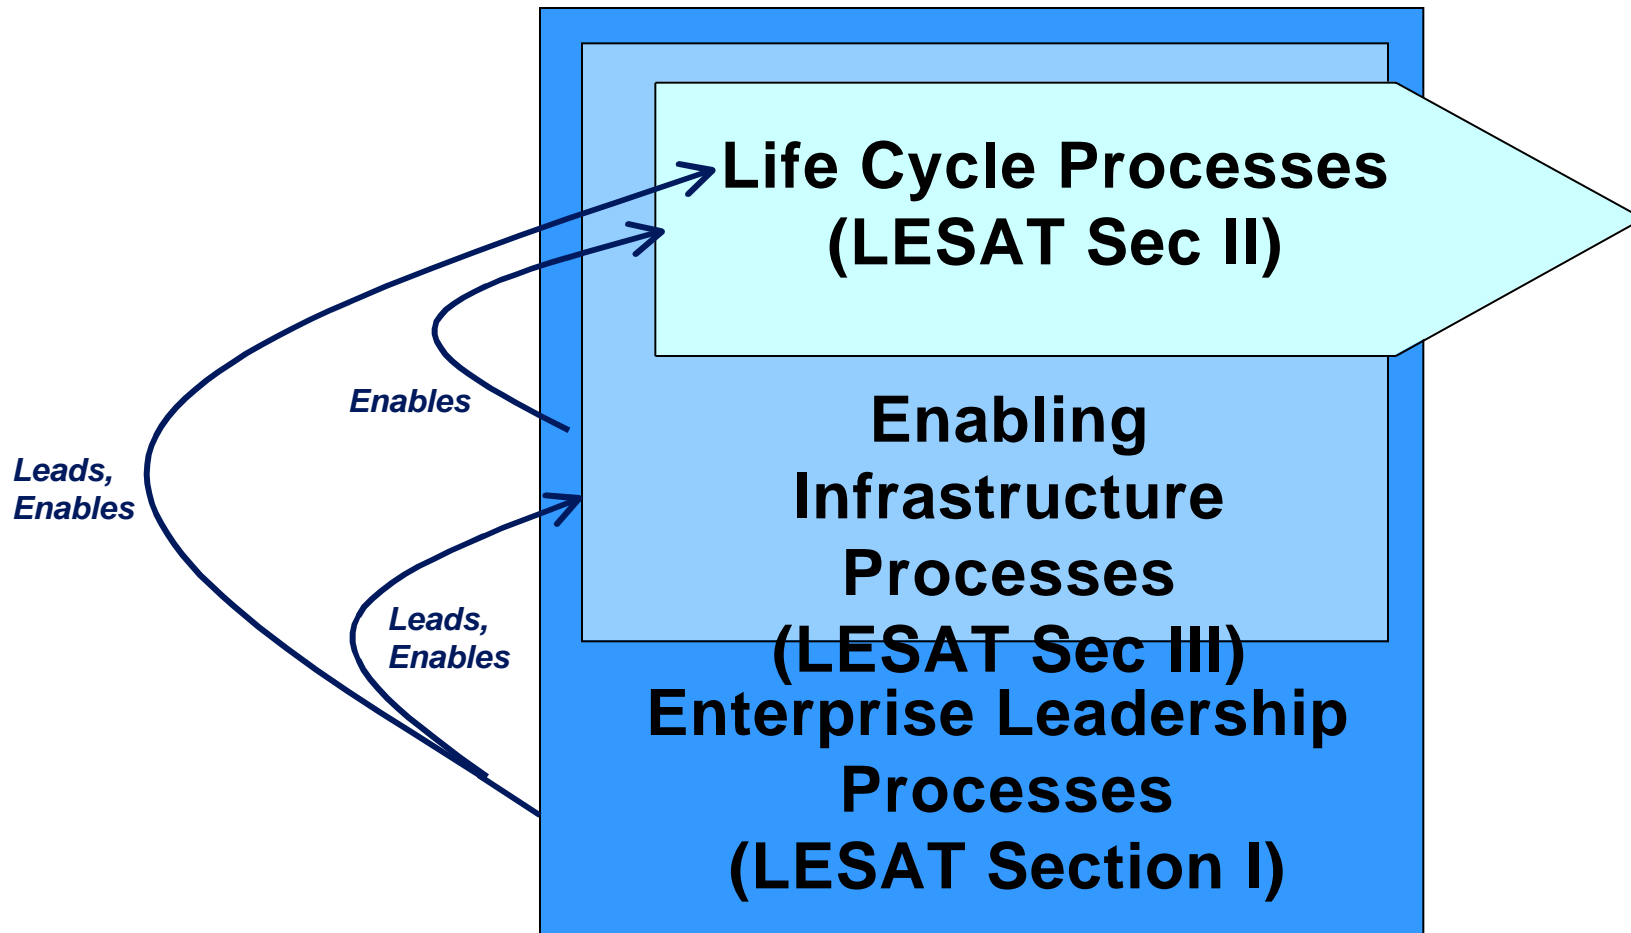 Life Cycle Processes
(LESAT Sec II)
Enables
Enabling
Infrastructure
Processes
(LESAT Sec III)
Leads,
Enables
Leads,
Enables
Enterprise Leadership
Processes
(LESAT Section I)